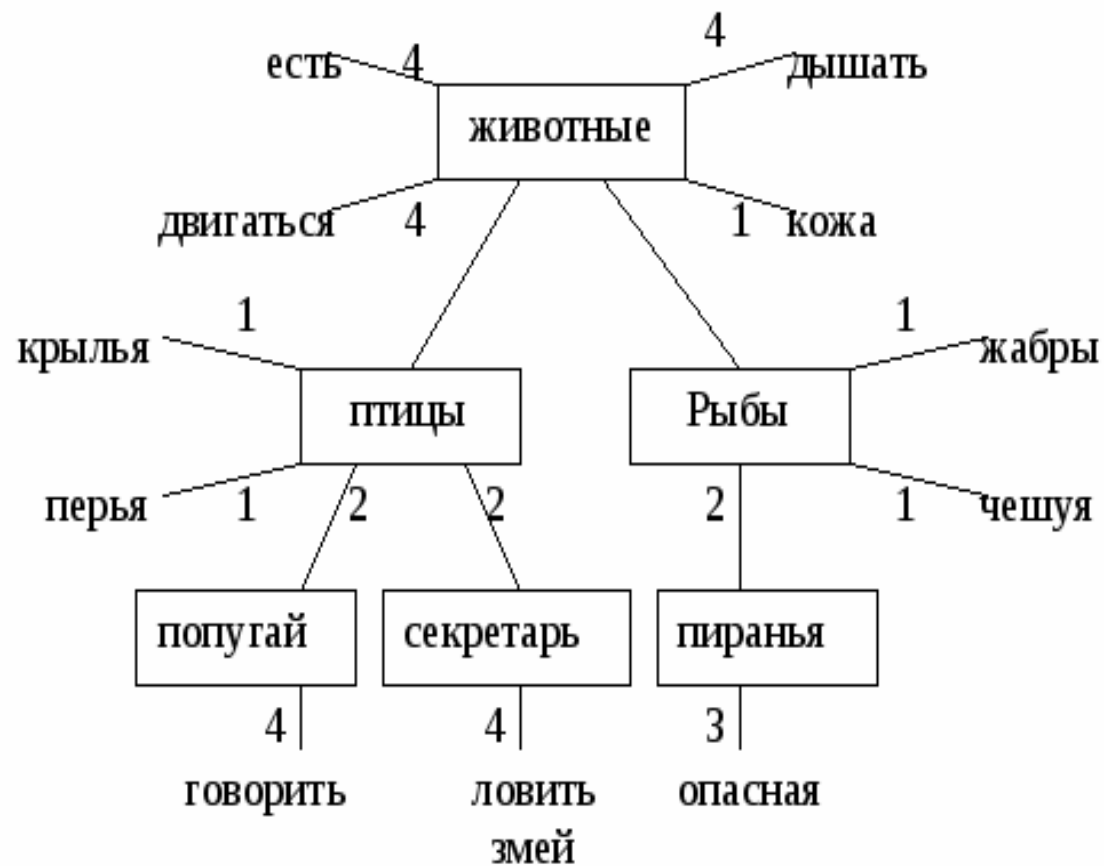 4
есть 4 дышать
животные
двигаться 4 1 кожа
1 1
крылья жабры
птицы Рыбы
перья 1 2 2 2 1 чешуя
попугай секретарь пиранья
4 4 3
говорить ловить опасная
змей